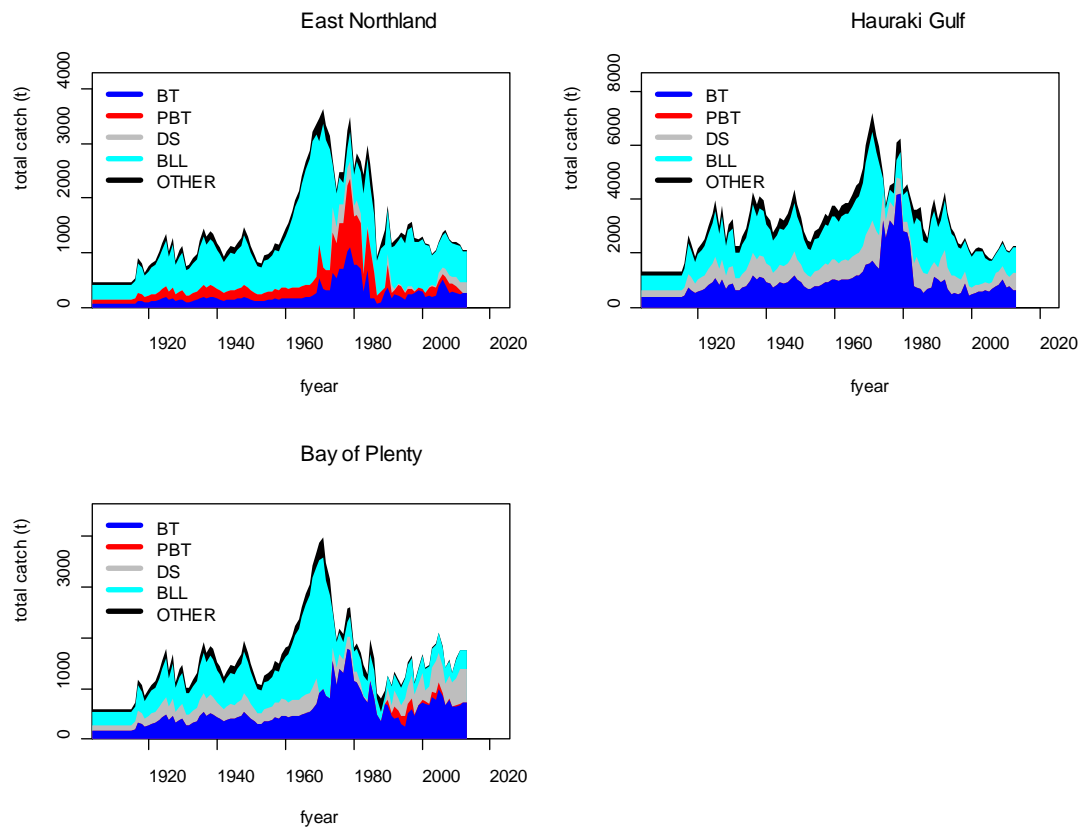 East Northland
total catch (t)
4000
3000
2000
1000
0
BT
PBT
DS
BLL
OTHER
1920 1940 1960 1980 2000 2020
fyear
Hauraki Gulf
total catch (t)
8000
6000
4000
2000
0
BT
PBT
DS
BLL
OTHER
1920 1940 1960 1980 2000 2020
fyear
Bay of Plenty
total catch (t)
3000
1000
0
BT
PBT
DS
BLL
OTHER
1920 1940 1960 1980 2000 2020
fyear